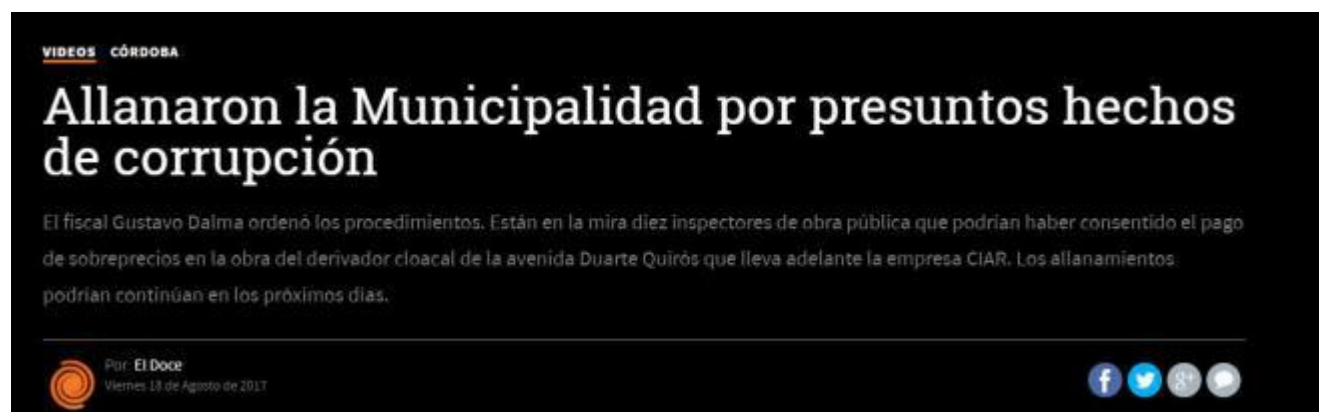 VIDEOS CÓRDOBA
Allanaron la Municipalidad por presuntos hechos
de corrupción
El fiscal Gustavo Dalma ordenó los procedimientos. Están en la mira diez inspectores de obra pública que podrían haber consentido el pago
de sobreprecios en la obra del derivador cloacal de la avenida Duarte Quirós que lleva adelante la empresa CIAR. Los allanamientos
podrían continúan en los próximos días.
Por: El Doce
Viernes 18 de Agosto de 2017